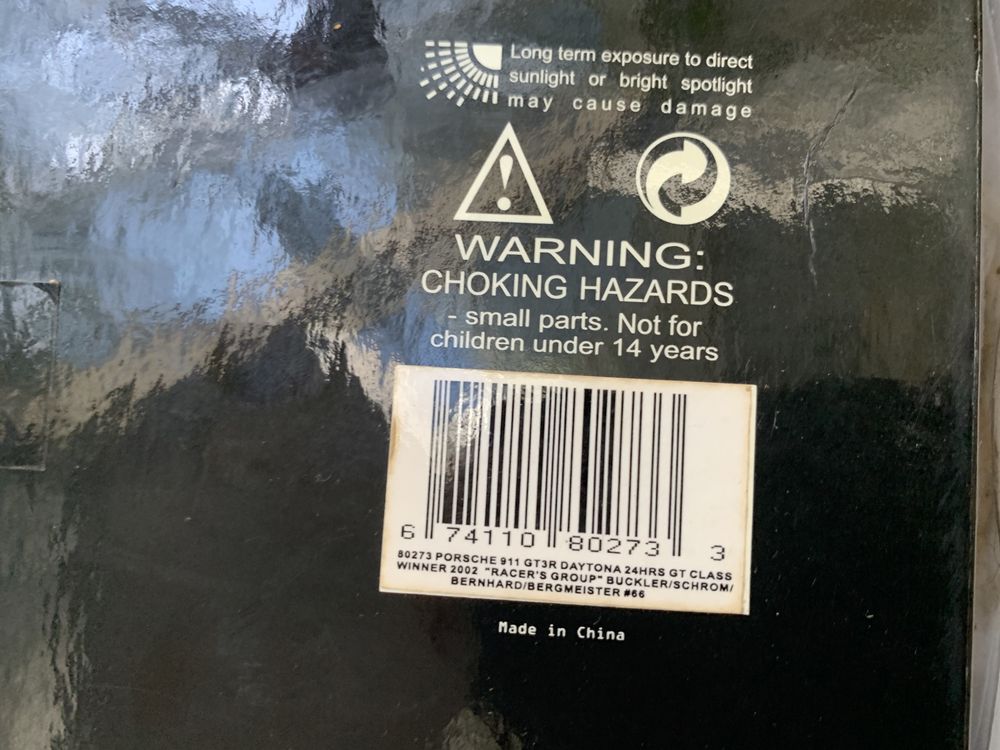 Long term exposure to direct
sunlight or bright spotlight
may cause damage
WARNING:
CHOKING HAZARDS
- small parts. Not for
children under 14 years
6 74110 80273 3
80273 PORSCHE 911 GT3R DAYTONA 24HRS GT CLASS
WINNER 2002 "RACER'S GROUP" BUCKLER/SCHROM/
BERNHARD/BERGMEISTER #66
Made in China